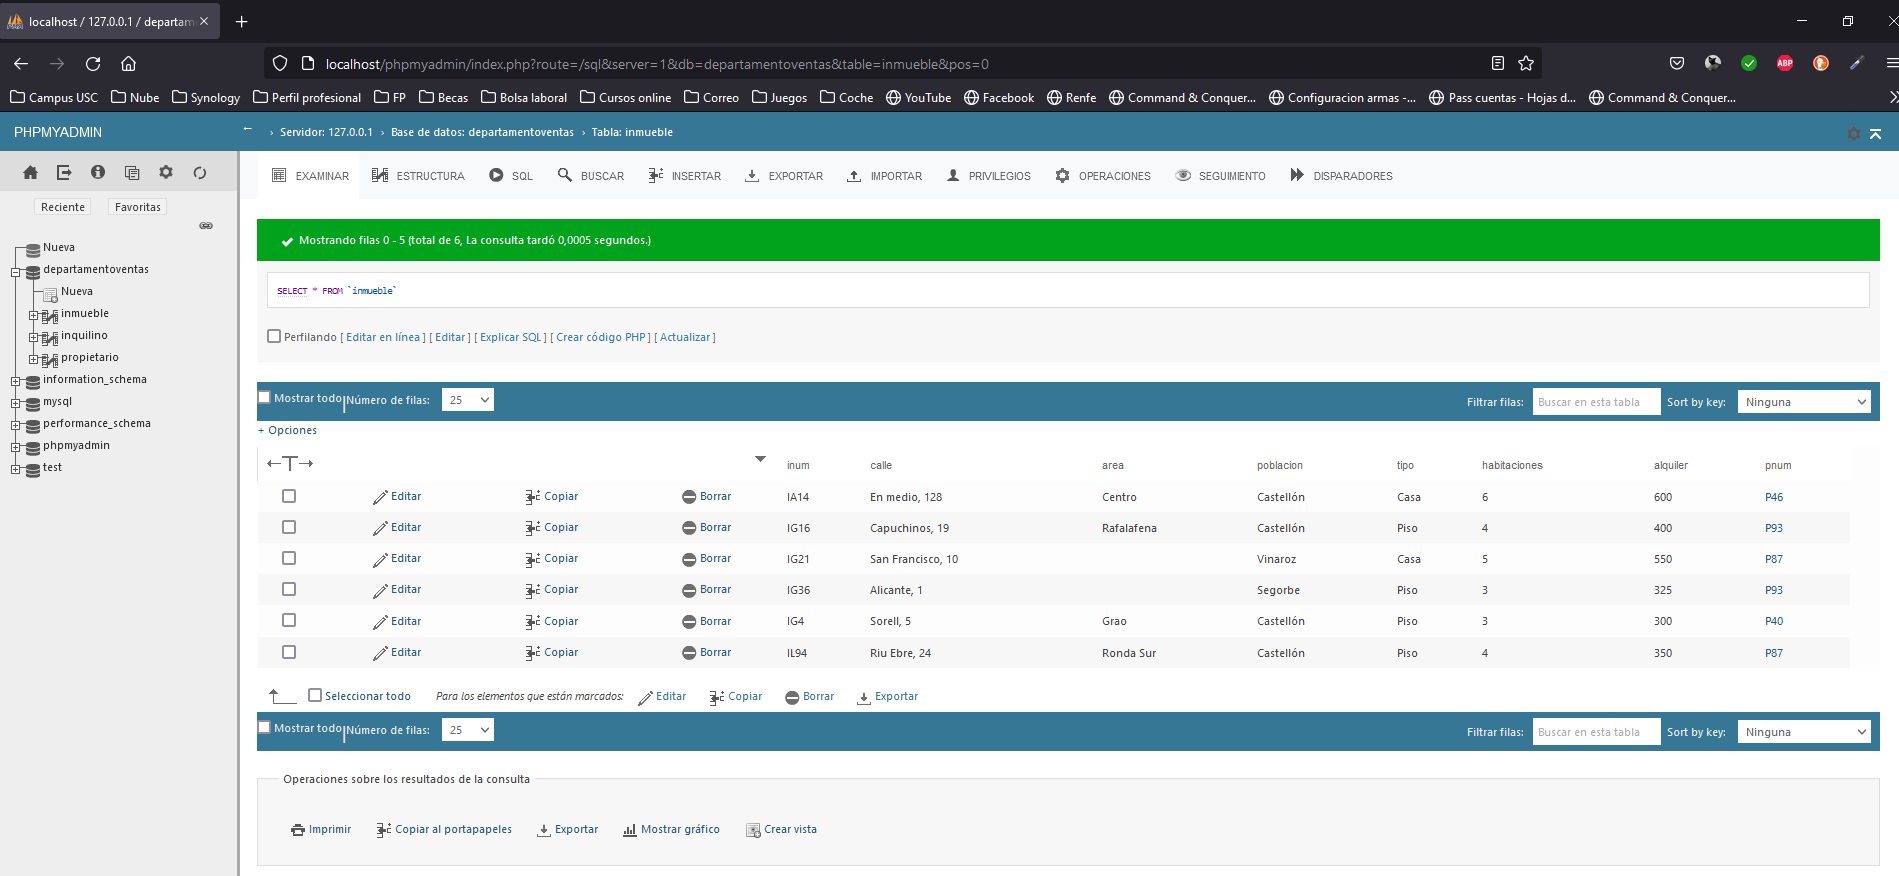 localhost / 127.0.0.1 / departam
localhost/phpmyadmin/index.php?route=/sql&server=1&db=departamentoventas&table=inmueble&pos=0
ABP
Campus USC Nube Synology Perfil profesional FP Becas Bolsa laboral Cursos online Correo Juegos Coche YouTube Facebook Renfe Command & Conquer... Configuracion armas -... Pass cuentas - Hojas d... Command & Conquer...
PHPMYADMIN
← › Servidor: 127.0.0.1 › Base de datos: departamentoventas › Tabla: inmueble
EXAMINAR ESTRUCTURA SQL BUSCAR INSERTAR EXPORTAR IMPORTAR PRIVILEGIOS OPERACIONES SEGUIMIENTO DISPARADORES
Reciente Favoritas
Nueva
departamentoventas
Nueva
inmueble
inquilino
propietario
information_schema
mysql
performance_schema
phpmyadmin
test
Mostrando filas 0 - 5 (total de 6, La consulta tardó 0,0005 segundos.)
SELECT * FROM `inmueble`
Perfilando [ Editar en línea ] [ Editar ] [ Explicar SQL ] [ Crear código PHP ] [ Actualizar ]
Mostrar todo Número de filas: 25 Filtrar filas: Buscar en esta tabla Sort by key: Ninguna
+ Opciones
←T→ inum calle area poblacion tipo habitaciones alquiler pnum
Editar Copiar Borrar IA14 En medio, 128 Centro Castellón Casa 6 600 P46
Editar Copiar Borrar IG16 Capuchinos, 19 Rafalafena Castellón Piso 4 400 P93
Editar Copiar Borrar IG21 San Francisco, 10 Vinaroz Casa 5 550 P87
Editar Copiar Borrar IG36 Alicante, 1 Segorbe Piso 3 325 P93
Editar Copiar Borrar IG4 Sorell, 5 Grao Castellón Piso 3 300 P40
Editar Copiar Borrar IL94 Riu Ebre, 24 Ronda Sur Castellón Piso 4 350 P87
Seleccionar todo Para los elementos que están marcados: Editar Copiar Borrar Exportar
Mostrar todo Número de filas: 25 Filtrar filas: Buscar en esta tabla Sort by key: Ninguna
Operaciones sobre los resultados de la consulta
Imprimir Copiar al portapapeles Exportar Mostrar gráfico Crear vista